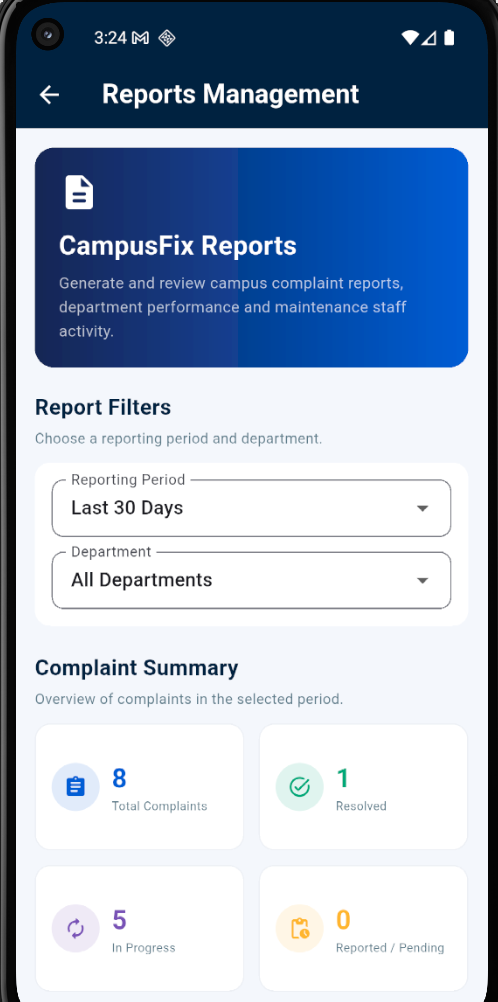 3:24
Reports Management
CampusFix Reports
Generate and review campus complaint reports,
department performance and maintenance staff
activity.
Report Filters
Choose a reporting period and department.
Reporting Period
Last 30 Days
Department
All Departments
Complaint Summary
Overview of complaints in the selected period.
8
Total Complaints
1
Resolved
5
In Progress
0
Reported / Pending